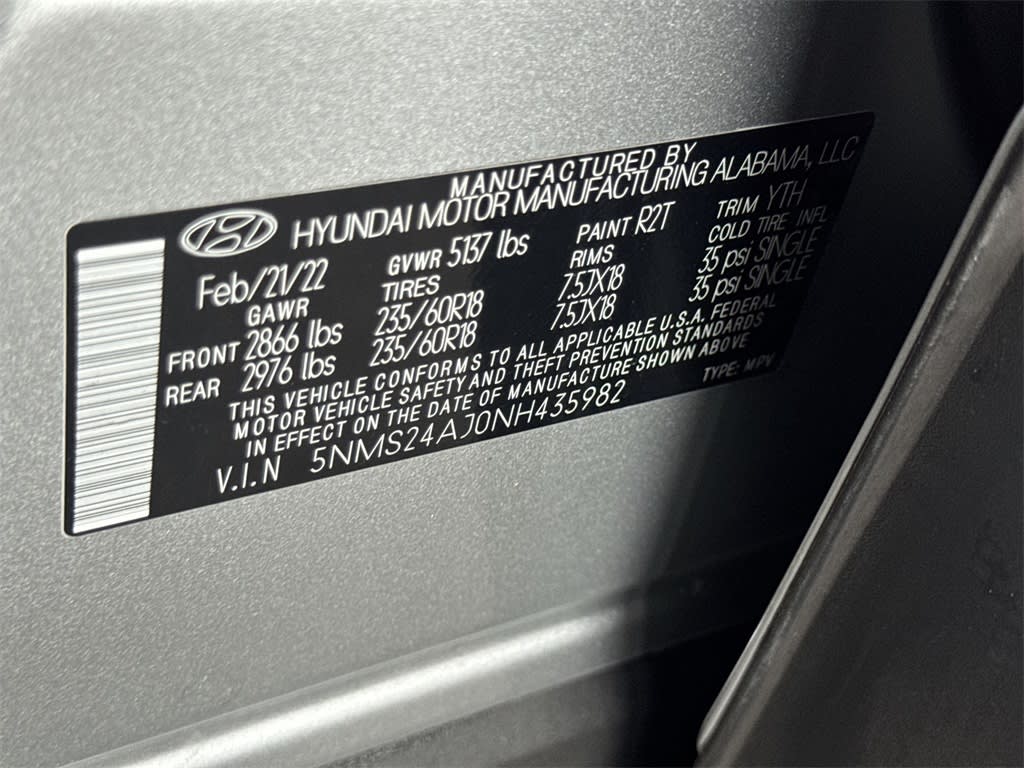 MANUFACTURED BY
HYUNDAI MOTOR MANUFACTURING ALABAMA, LLC
Feb/21/22 GVWR 5137 lbs PAINT R2T TRIM YTH
GAWR TIRES RIMS COLD TIRE INFL
FRONT 2866 lbs 235/60R18 7.5JX18 35 psi SINGLE
REAR 2976 lbs 235/60R18 7.5JX18 35 psi SINGLE
THIS VEHICLE CONFORMS TO ALL APPLICABLE U.S.A. FEDERAL
MOTOR VEHICLE SAFETY AND THEFT PREVENTION STANDARDS
IN EFFECT ON THE DATE OF MANUFACTURE SHOWN ABOVE
V.I.N 5NMS24AJ0NH435982 TYPE: MPV